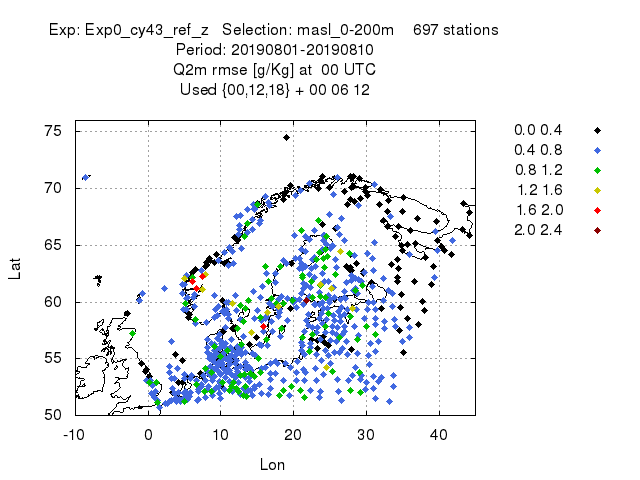 Exp: Exp0_cy43_ref_z Selection: masl_0-200m 697 stations
Period: 20190801-20190810
Q2m rmse [g/Kg] at 00 UTC
Used {00,12,18} + 00 06 12
75
70
65
60
55
50
-10 0 10 20 30 40
Lat
Lon
0.0 0.4
0.4 0.8
0.8 1.2
1.2 1.6
1.6 2.0
2.0 2.4